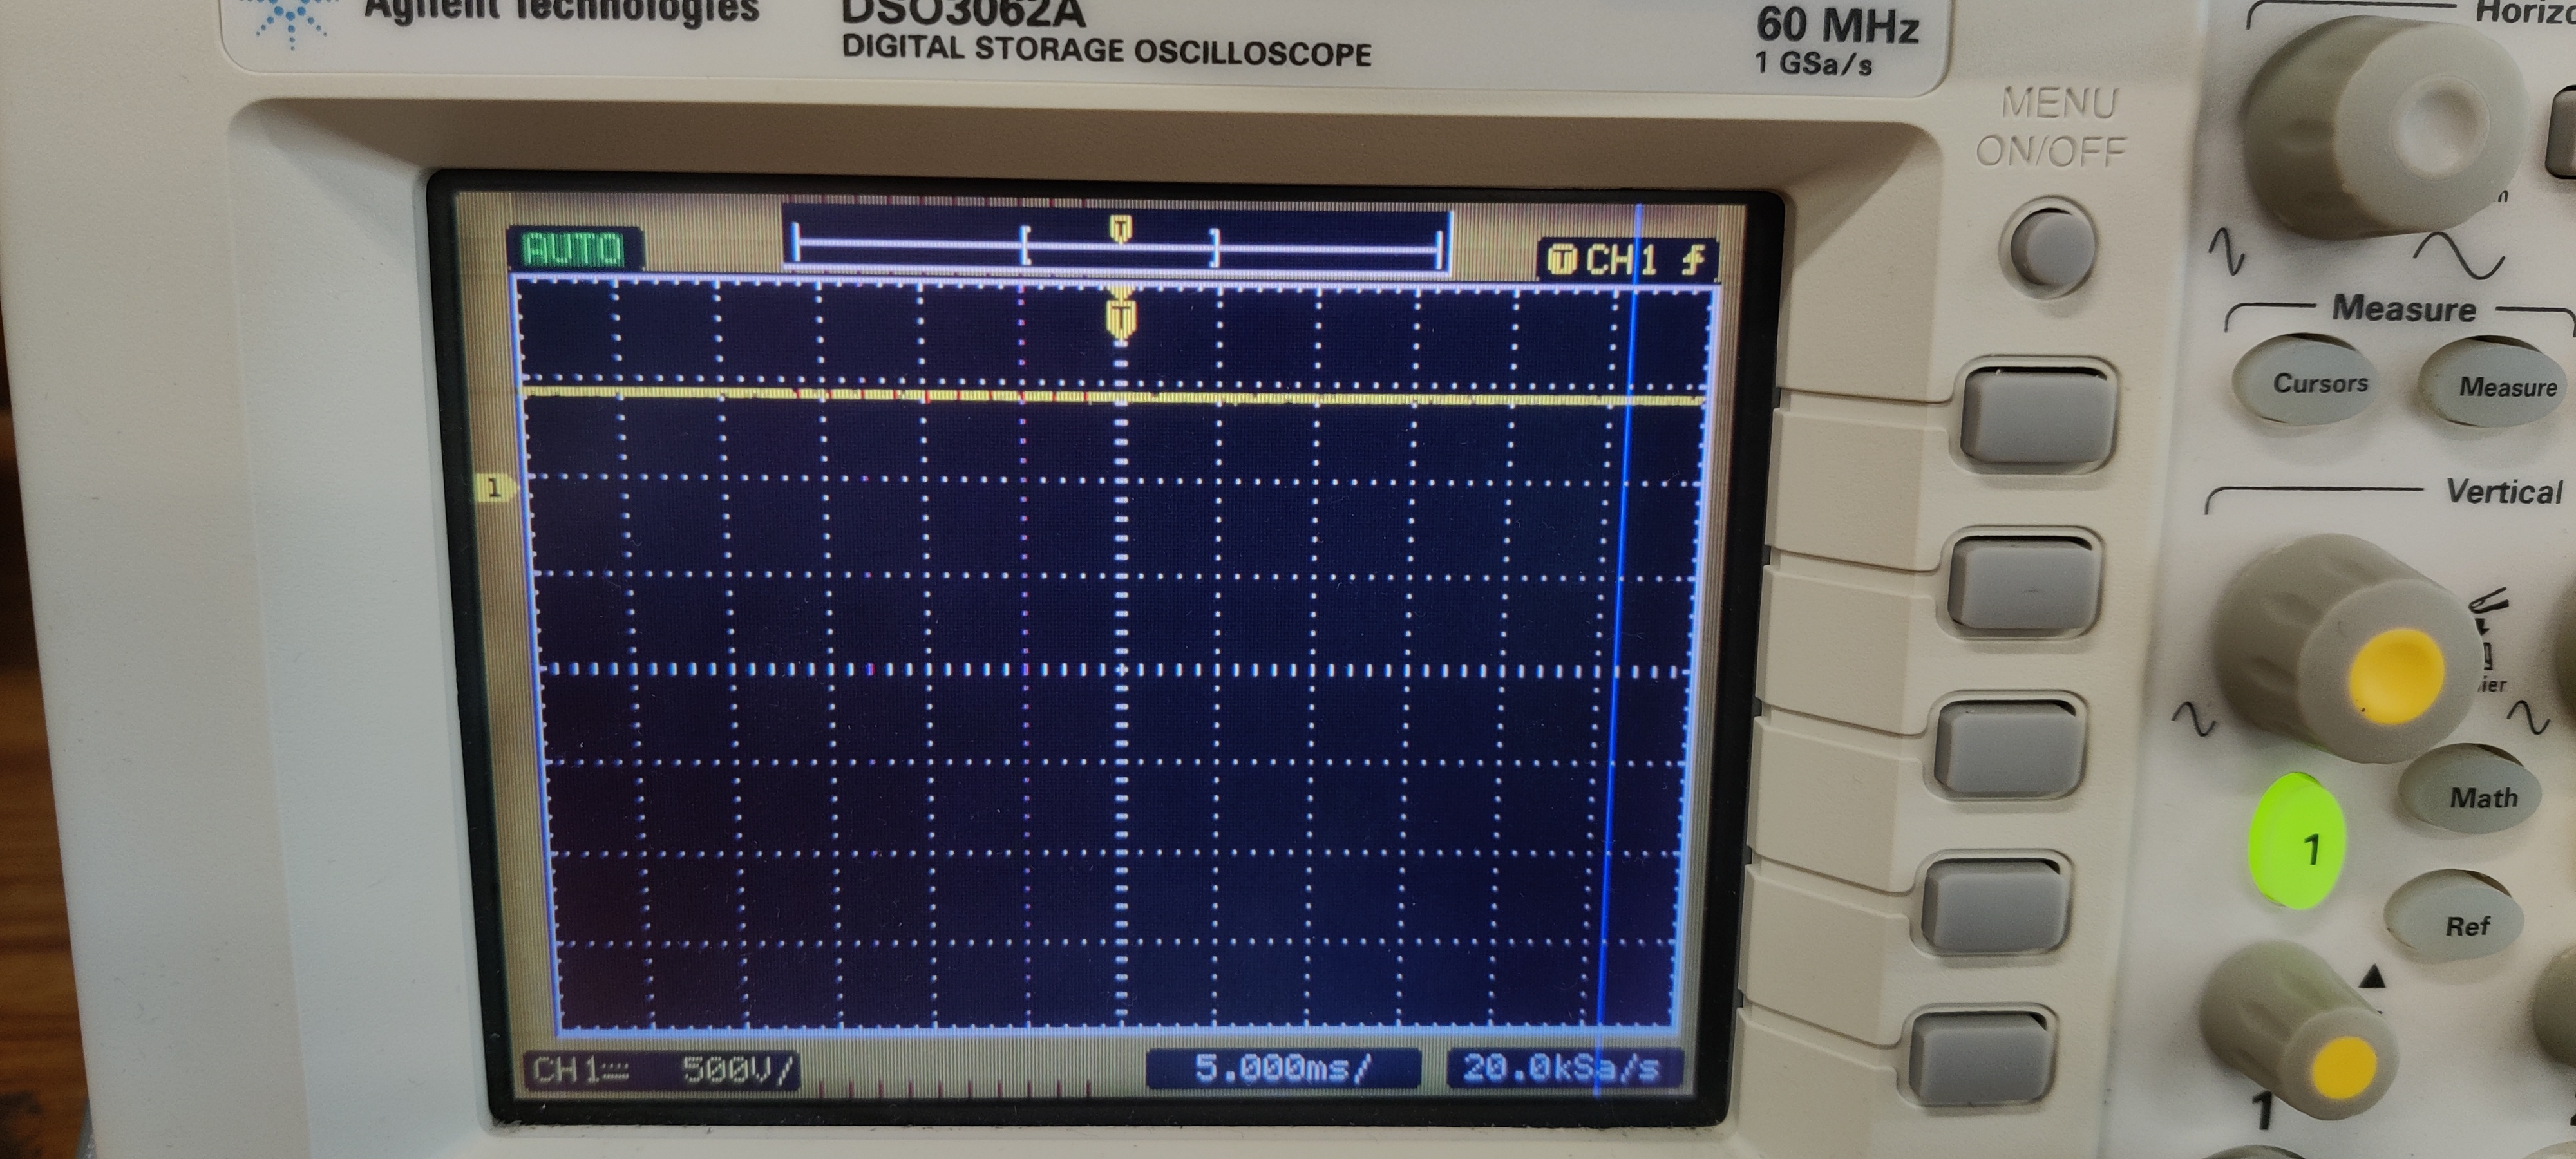 Agilent Technologies
DSO3062A
DIGITAL STORAGE OSCILLOSCOPE
60 MHz
1 GSa/s
MENU
ON/OFF
Measure
Cursors
Measure
Vertical
Math
1
Ref
1
AUTO
T
T CH1
T
1
CH1 500V/
5.000ms/
20.0kSa/s